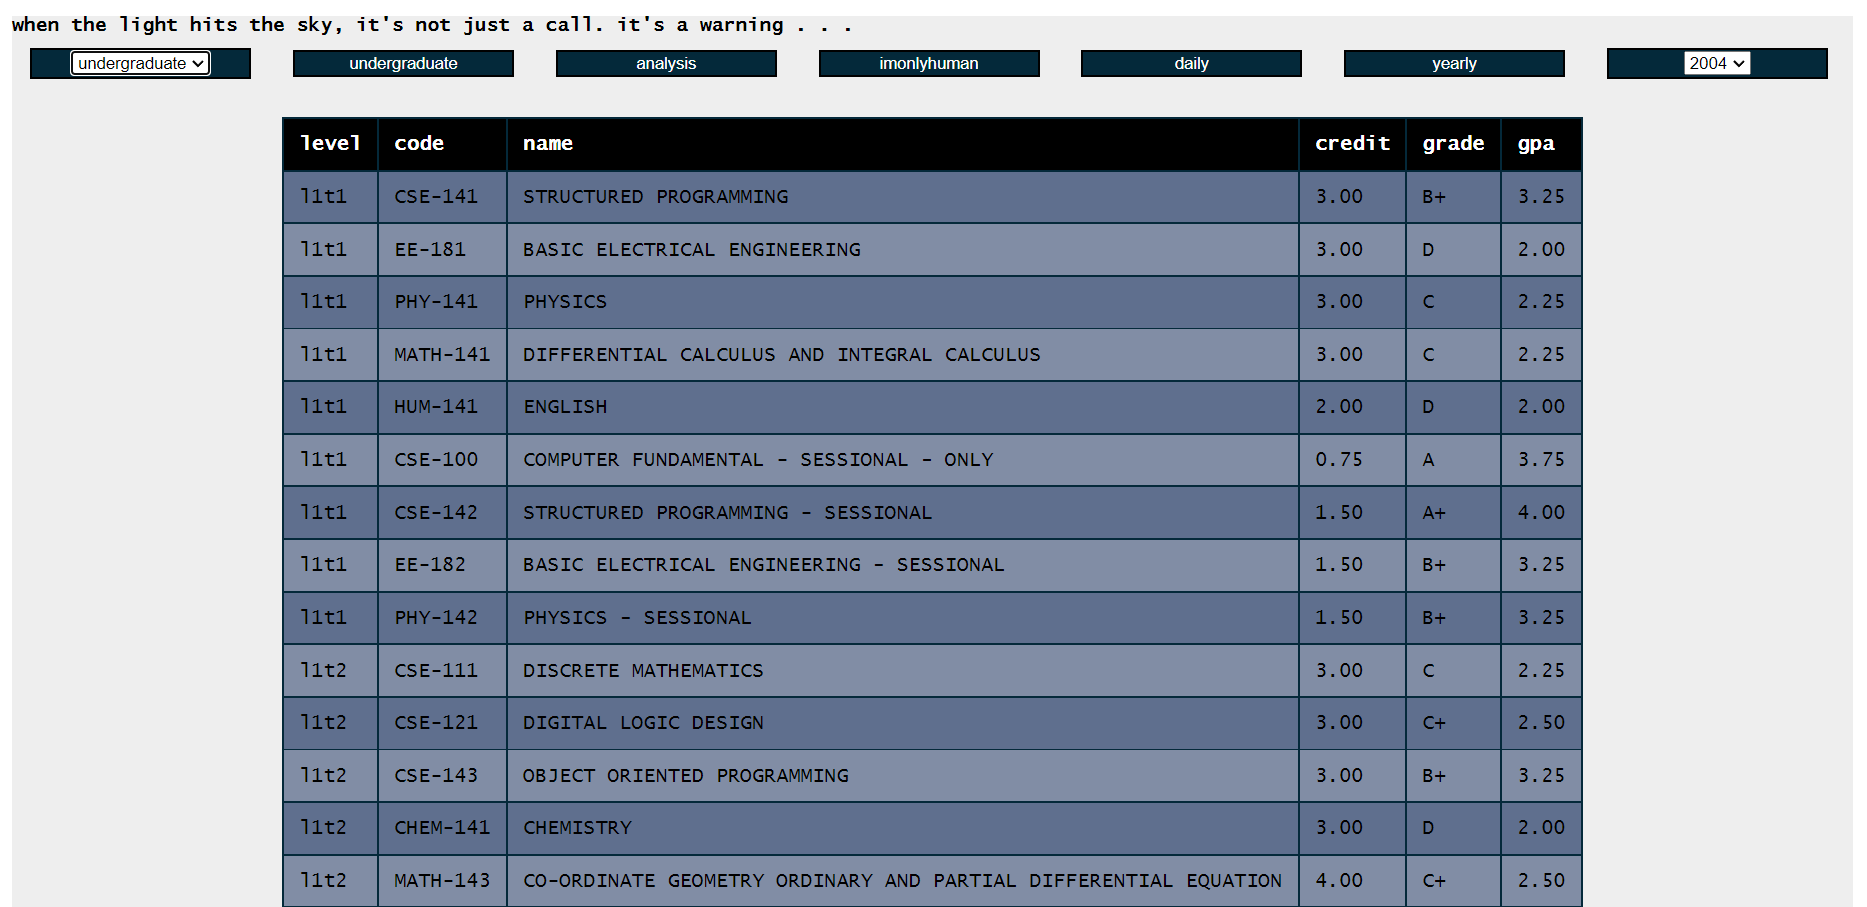 when the light hits the sky, it's not just a call. it's a warning . . .
undergraduate undergraduate analysis imonlyhuman daily yearly 2004
level code name credit grade gpa
l1t1 CSE-141 STRUCTURED PROGRAMMING 3.00 B+ 3.25
l1t1 EE-181 BASIC ELECTRICAL ENGINEERING 3.00 D 2.00
l1t1 PHY-141 PHYSICS 3.00 C 2.25
l1t1 MATH-141 DIFFERENTIAL CALCULUS AND INTEGRAL CALCULUS 3.00 C 2.25
l1t1 HUM-141 ENGLISH 2.00 D 2.00
l1t1 CSE-100 COMPUTER FUNDAMENTAL - SESSIONAL - ONLY 0.75 A 3.75
l1t1 CSE-142 STRUCTURED PROGRAMMING - SESSIONAL 1.50 A+ 4.00
l1t1 EE-182 BASIC ELECTRICAL ENGINEERING - SESSIONAL 1.50 B+ 3.25
l1t1 PHY-142 PHYSICS - SESSIONAL 1.50 B+ 3.25
l1t2 CSE-111 DISCRETE MATHEMATICS 3.00 C 2.25
l1t2 CSE-121 DIGITAL LOGIC DESIGN 3.00 C+ 2.50
l1t2 CSE-143 OBJECT ORIENTED PROGRAMMING 3.00 B+ 3.25
l1t2 CHEM-141 CHEMISTRY 3.00 D 2.00
l1t2 MATH-143 CO-ORDINATE GEOMETRY ORDINARY AND PARTIAL DIFFERENTIAL EQUATION 4.00 C+ 2.50